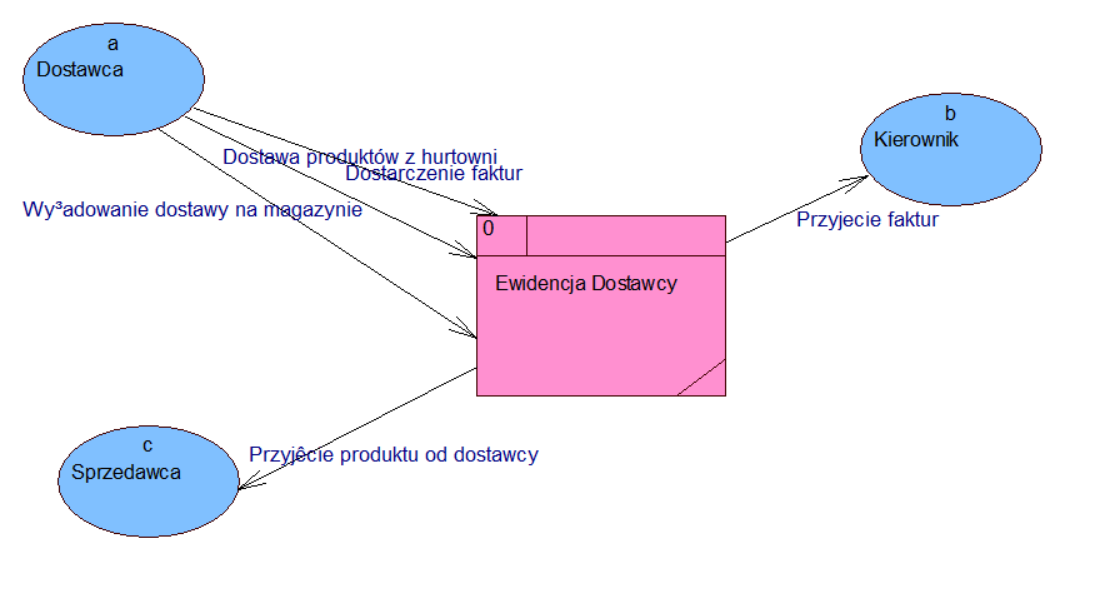 a
Dostawca
b
Kierownik
Dostawa produktów z hurtowni
Dostarczenie faktur
Wy³adowanie dostawy na magazynie
Przyjecie faktur
0
Ewidencja Dostawcy
c
Sprzedawca
Przyjêcie produktu od dostawcy